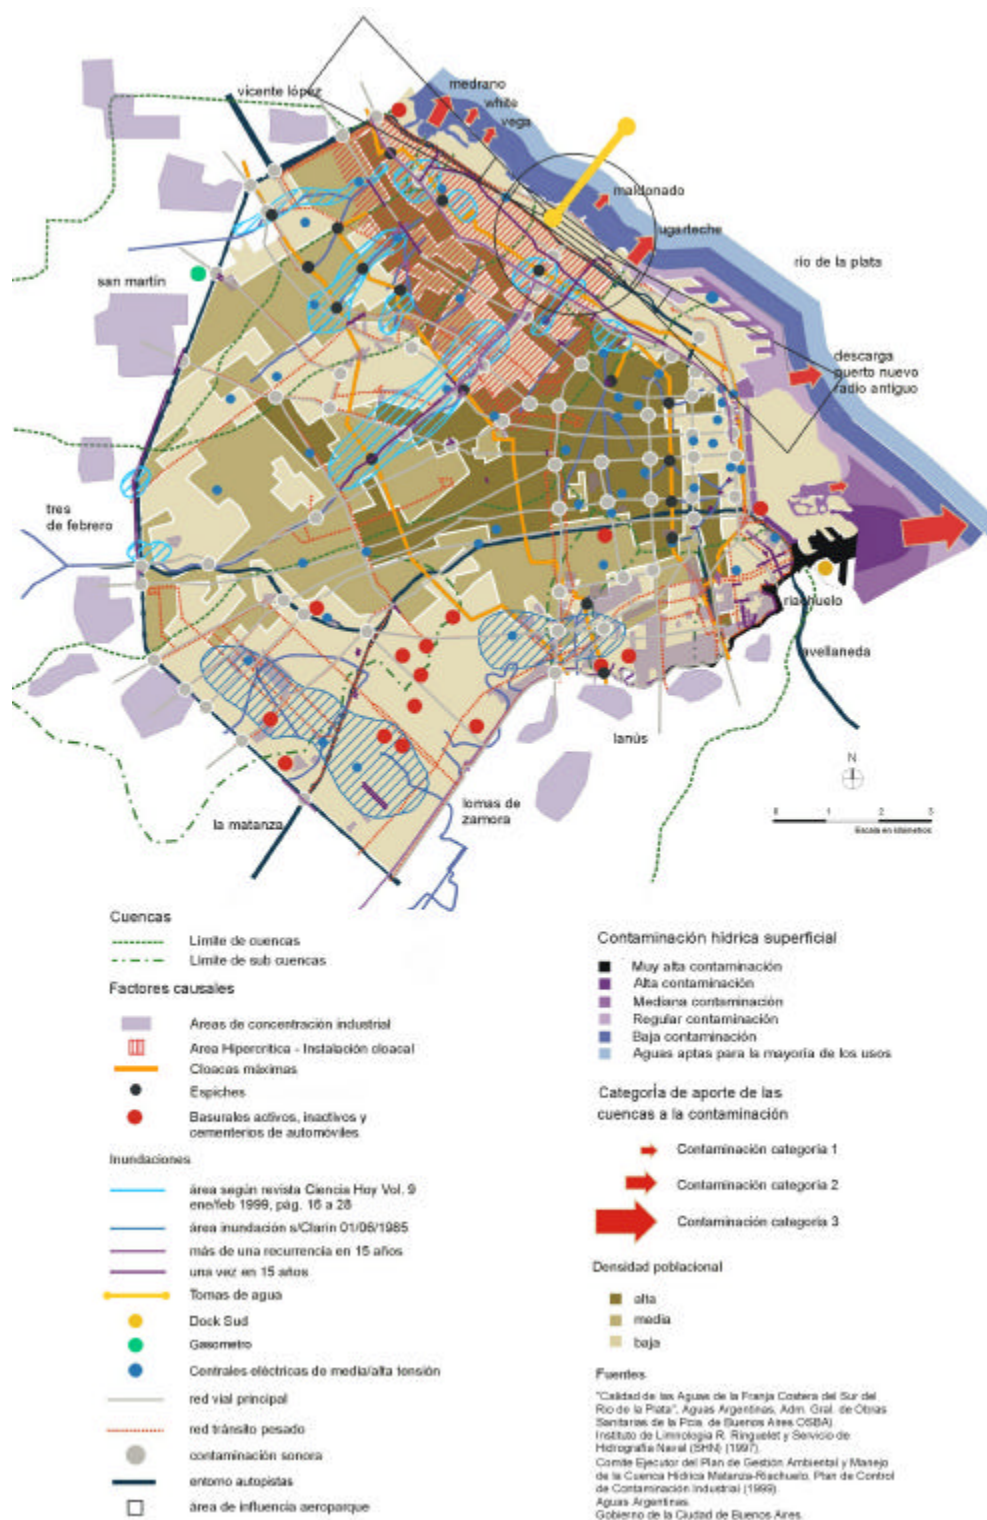 medrano
vicente lópez
white
vega
maldonado
ugarteche
río de la plata
san martín
descarga
puerto nuevo
radio antiguo
tres
de febrero
riachuelo
avellaneda
lanús
N
lomas de
zamora
la matanza
0 1 2 3
Escala en kilómetros
Cuencas
Límite de cuencas
Límite de sub cuencas
Factores causales
Areas de concentración industrial
Area Hipercrítica - Instalación cloacal
Cloacas máximas
Espiches
Basurales activos, inactivos y
cementerios de automóviles
Inundaciones
área según revista Ciencia Hoy Vol. 9
ene/feb 1999, pág. 16 a 28
área inundación s/Clarín 01/06/1985
más de una recurrencia en 15 años
una vez en 15 años
Tomas de agua
Dock Sud
Gasometro
Centrales eléctricas de media/alta tensión
red vial principal
red tránsito pesado
contaminación sonora
entorno autopistas
área de influencia aeroparque
Contaminación hídrica superficial
Muy alta contaminación
Alta contaminación
Mediana contaminación
Regular contaminación
Baja contaminación
Aguas aptas para la mayoría de los usos
Categoría de aporte de las
cuencas a la contaminación
Contaminación categoría 1
Contaminación categoría 2
Contaminación categoría 3
Densidad poblacional
alta
media
baja
Fuentes
"Calidad de las Aguas de la Franja Costera del Sur del
Río de la Plata". Aguas Argentinas, Adm. Gral. de Obras
Sanitarias de la Pcia. de Buenos Aires OSBA).
Instituto de Limnología R. Ringuelet y Servicio de
Hidrografía Naval (SHN) (1997).
Comite Ejecutor del Plan de Gestión Ambiental y Manejo
de la Cuenca Hídrica Matanza-Riachuelo. Plan de Control
de Contaminación Industrial (1999).
Aguas Argentinas.
Gobierno de la Ciudad de Buenos Aires.